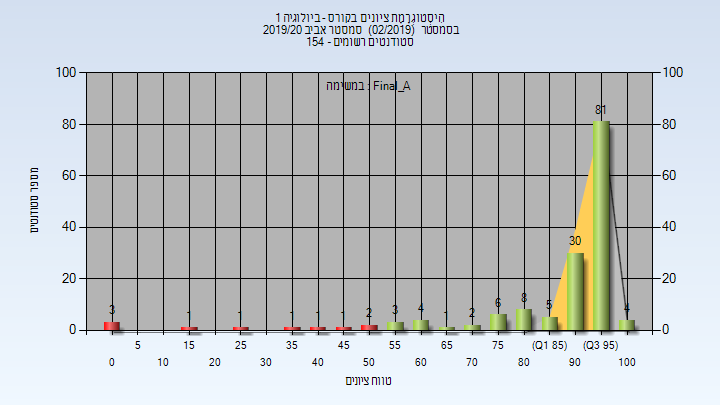 היסטוגרמת ציונים בקורס - ביולוגיה 1
בסמסטר (02/2019) סמסטר אביב 2019/20
סטודנטים רשומים - 154
במשימה : Final_A
מספר סטודנטים
100 100
80 80
60 60
40 40
20 20
0 0
3 1 1 1 1 1 2 3 4 1 2 6 8 5 30 81 4
5 15 25 35 45 55 65 75 (Q1 85) (Q3 95)
0 10 20 30 40 50 60 70 80 90 100
טווח ציונים